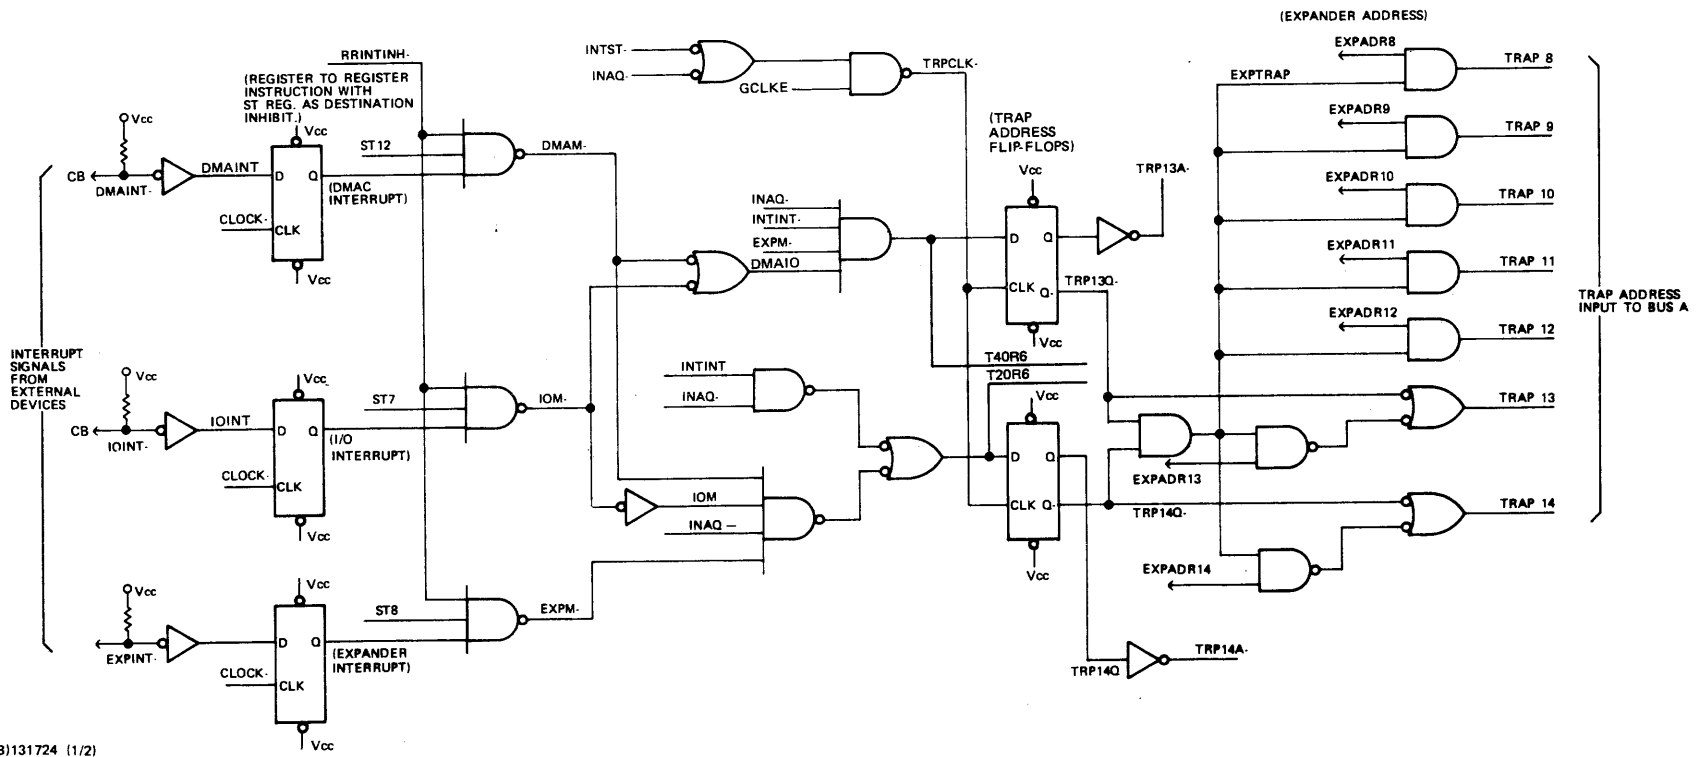 (EXPANDER ADDRESS)
INTST-
INAQ-
GCLKE
TRPCLK-
RRINTINH-
(REGISTER TO REGISTER
INSTRUCTION WITH
ST REG. AS DESTINATION
INHIBIT.)
Vcc
CB
DMAINT-
DMAINT
Vcc
D
Q
CLK
CLOCK-
Vcc
(DMAC
INTERRUPT)
ST12
DMAM-
INAQ-
INTINT-
EXPM-
DMAIO
(TRAP
ADDRESS
FLIP-FLOPS)
Vcc
D
Q
CLK
Q-
Vcc
TRP13A-
TRP13Q-
T40R6
T20R6
EXPTRAP
EXPADR8
TRAP 8
EXPADR9
TRAP 9
EXPADR10
TRAP 10
EXPADR11
TRAP 11
EXPADR12
TRAP 12
TRAP 13
EXPADR13
TRAP 14
EXPADR14
TRAP ADDRESS
INPUT TO BUS A
INTERRUPT
SIGNALS
FROM
EXTERNAL
DEVICES
Vcc
CB
IOINT-
IOINT
Vcc
D
Q
CLK
CLOCK-
Vcc
(I/O
INTERRUPT)
ST7
IOM-
INTINT
INAQ-
IOM
INAQ –
Vcc
D
Q
CLK
Q-
Vcc
TRP14Q-
TRP14Q
TRP14A-
Vcc
EXPINT-
Vcc
D
Q
CLK
CLOCK-
Vcc
(EXPANDER
INTERRUPT)
ST8
EXPM-
)131724 (1/2)